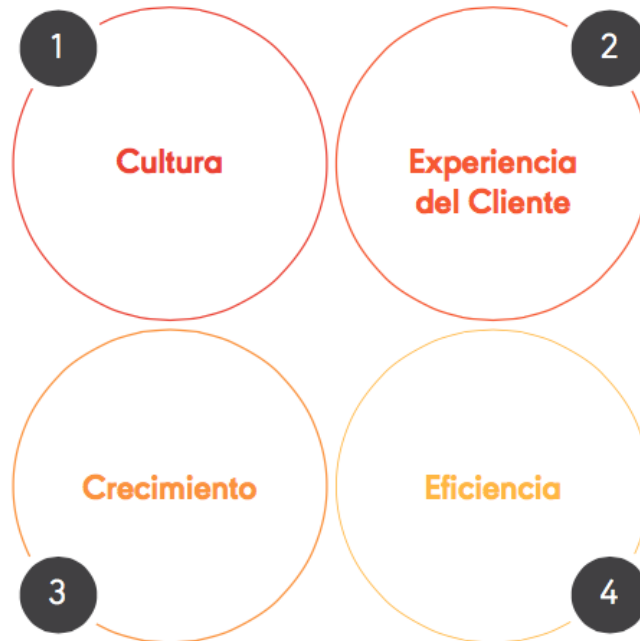 1
Cultura
2
Experiencia
del Cliente
3
Crecimiento
4
Eficiencia